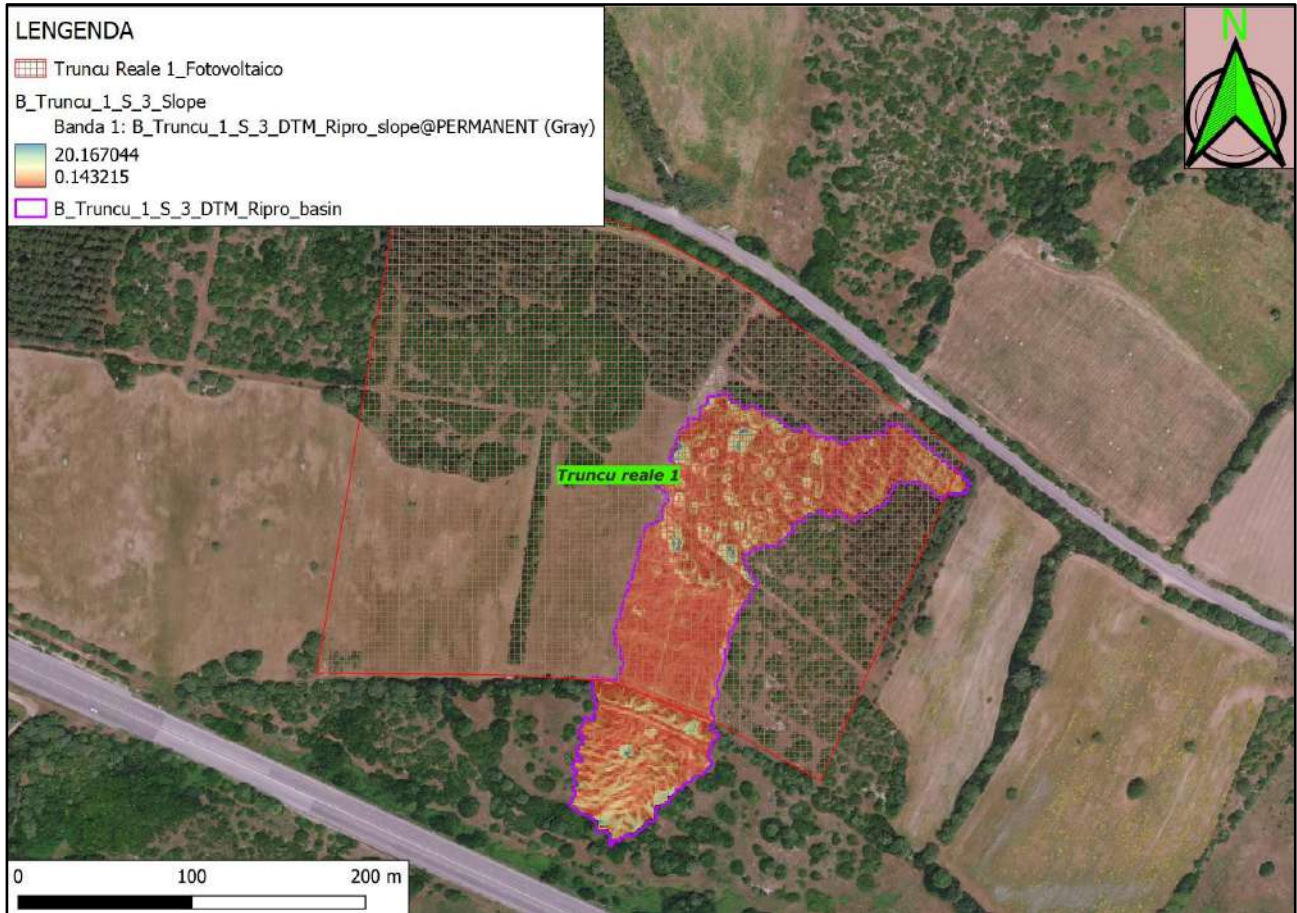 LENGENDA
Truncu Reale 1_Fotovoltaico
B_Truncu_1_S_3_Slope
Banda 1: B_Truncu_1_S_3_DTM_Ripro_slope@PERMANENT (Gray)
20.167044
0.143215
B_Truncu_1_S_3_DTM_Ripro_basin
N
Truncu reale 1
0 100 200 m